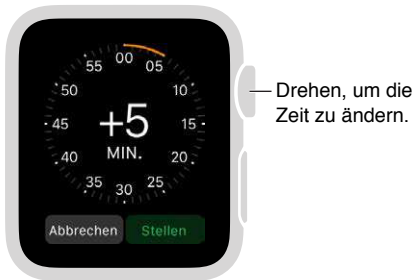 00
55 05
50 10
45 +5 15
MIN.
40 20
35 30 25
Abbrechen Stellen
Drehen, um die
Zeit zu ändern.